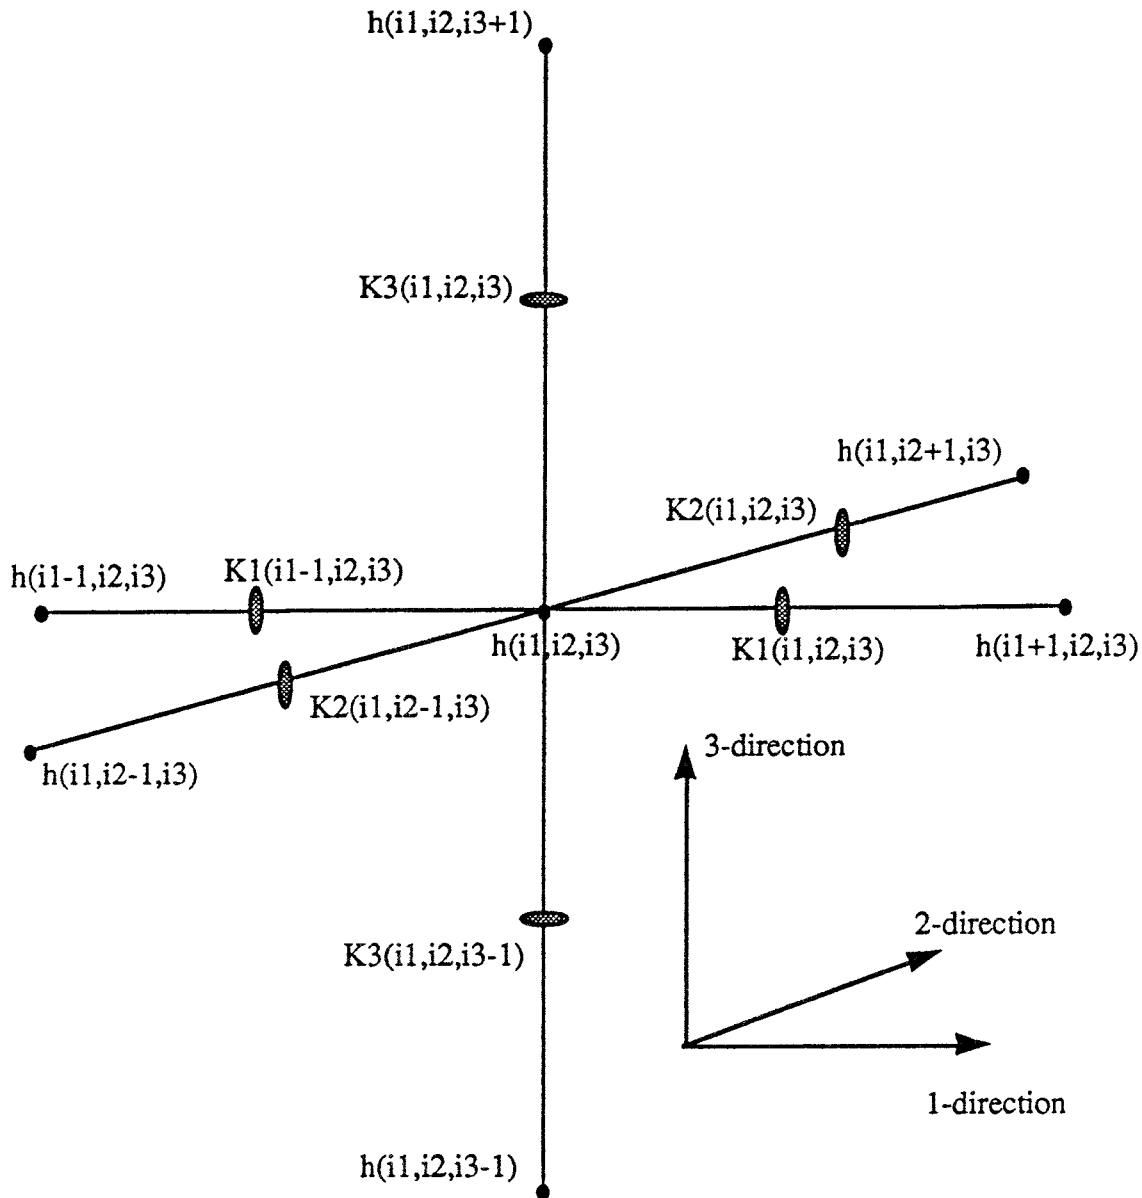 h(i1,i2,i3+1)
K3(i1,i2,i3)
h(i1,i2+1,i3)
K2(i1,i2,i3)
h(i1-1,i2,i3)
K1(i1-1,i2,i3)
h(i1,i2,i3)
K1(i1,i2,i3)
h(i1+1,i2,i3)
K2(i1,i2-1,i3)
h(i1,i2-1,i3)
3-direction
2-direction
K3(i1,i2,i3-1)
1-direction
h(i1,i2,i3-1)